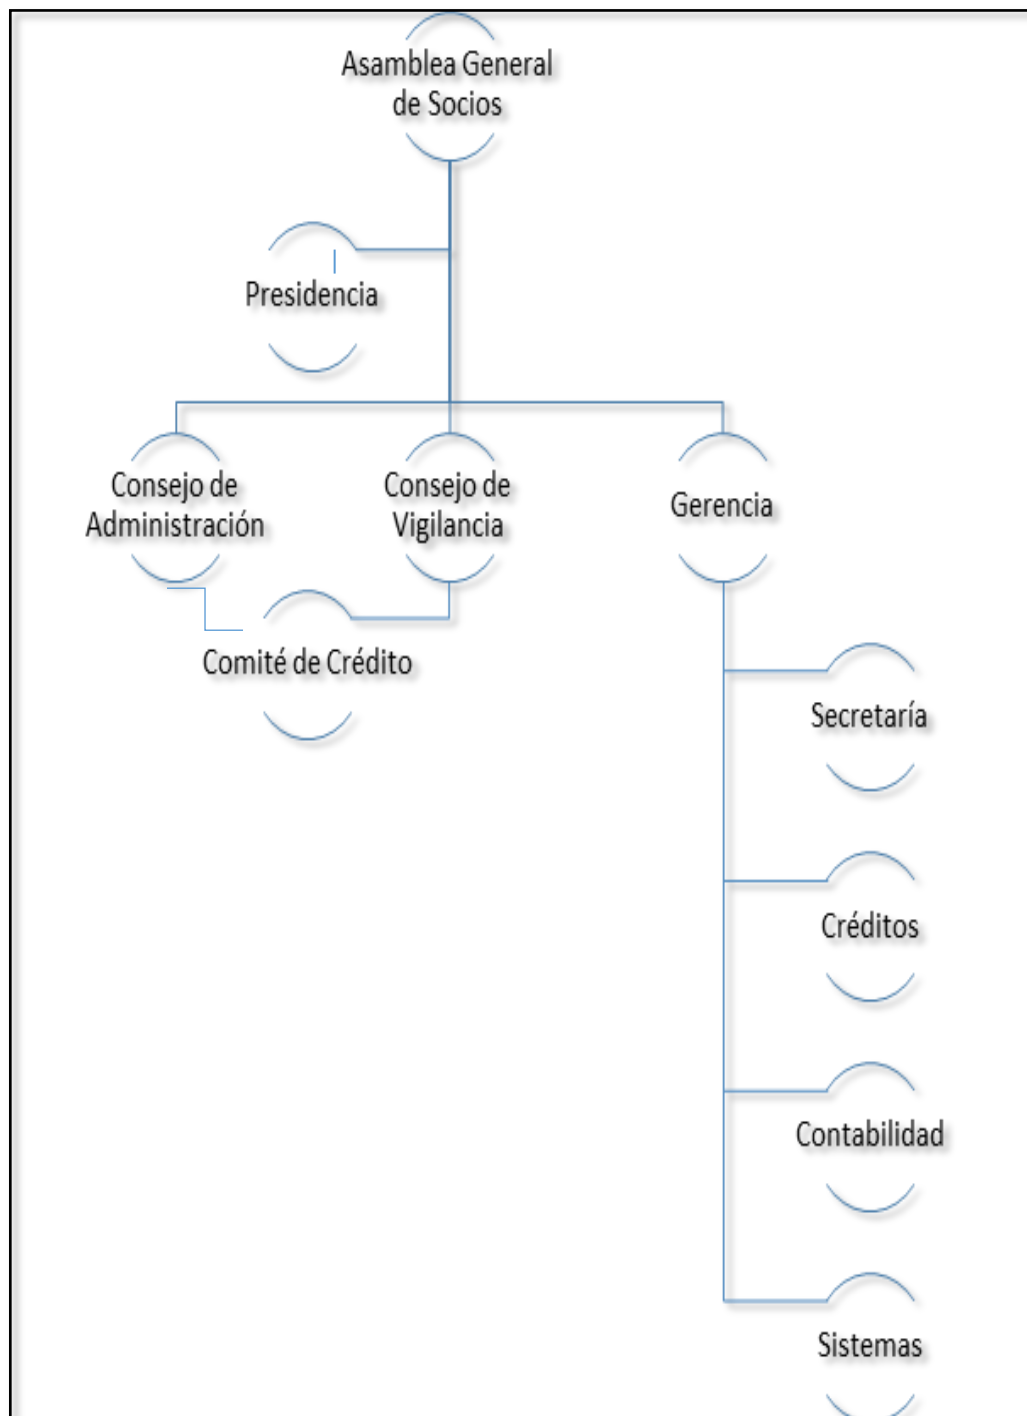 Asamblea General
de Socios
Presidencia
Consejo de
Administración
Consejo de
Vigilancia
Gerencia
Comité de Crédito
Secretaría
Créditos
Contabilidad
Sistemas